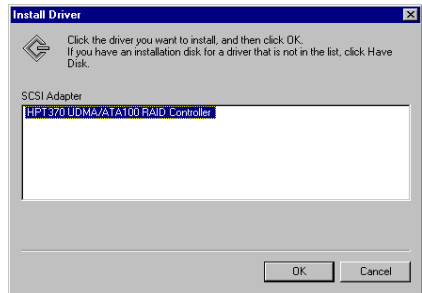 Install Driver
Click the driver you want to install, and then click OK.
If you have an installation disk for a driver that is not in the list, click Have
Disk.
SCSI Adapter
HPT370 UDMA/ATA100 RAID Controller
OK Cancel